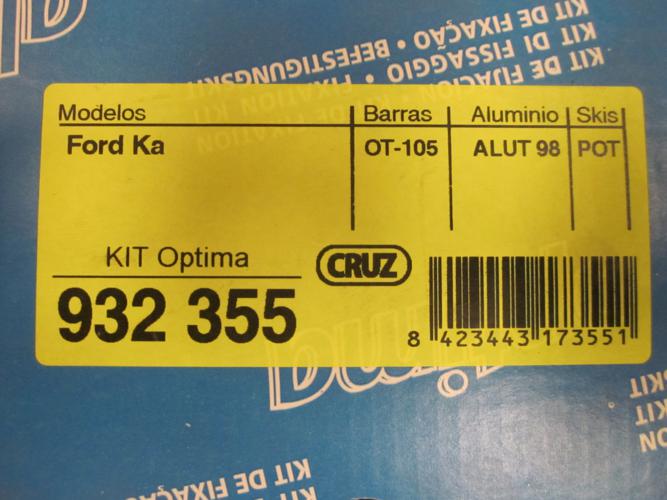 KIT DE FIXAÇÃO • BEFESTIGUNGSKIT
KIT DI FISSAGGIO • FIXATION KIT
KIT DE FIJACION
Modelos Barras Aluminio Skis
Ford Ka OT-105 ALUT 98 POT
KIT Optima CRUZ
932 355
8 423443 173551
KIT DE FIXAÇÃO